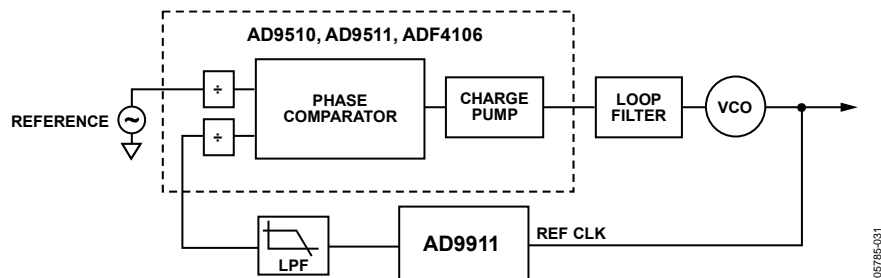 AD9510, AD9511, ADF4106
REFERENCE
~
÷
÷
PHASE
COMPARATOR
CHARGE
PUMP
LOOP
FILTER
VCO
LPF
AD9911
REF CLK
05785-031